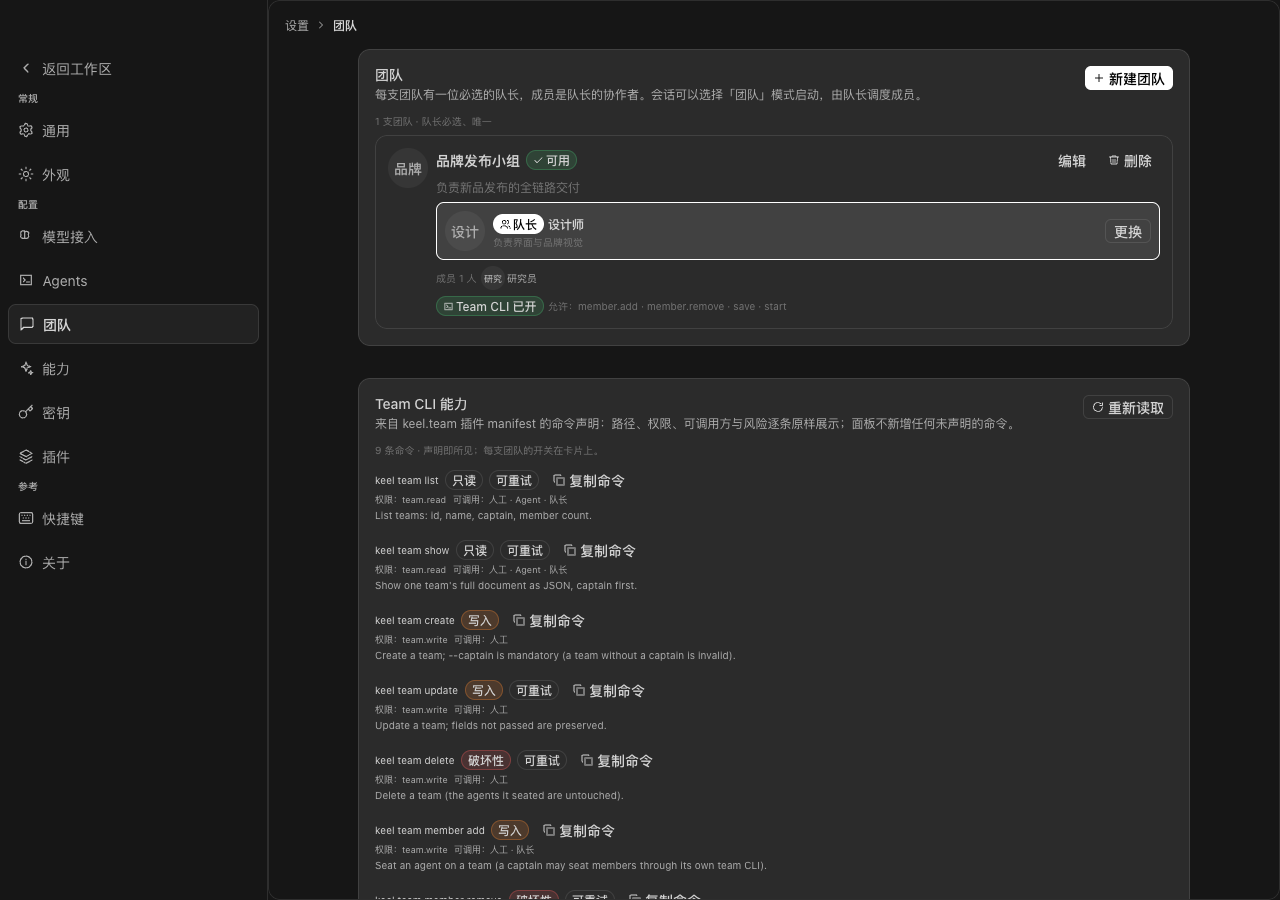 设置 > 团队
返回工作区
常规
通用
外观
配置
模型接入
Agents
团队
能力
密钥
插件
参考
快捷键
关于
团队
新建团队
每支团队有一位必选的队长，成员是队长的协作者。会话可以选择「团队」模式启动，由队长调度成员。
1 支团队 · 队长必选、唯一
品牌 品牌发布小组 可用 编辑 删除
负责新品发布的全链路交付
设计 队长 设计师 更换
负责界面与品牌视觉
成员 1 人 研究 研究员
Team CLI 已开 允许：member.add · member.remove · save · start
Team CLI 能力
重新读取
来自 keel.team 插件 manifest 的命令声明：路径、权限、可调用方与风险逐条原样展示；面板不新增任何未声明的命令。
9 条命令 · 声明即所见；每支团队的开关在卡片上。
keel team list 只读 可重试 复制命令
权限：team.read 可调用：人工 · Agent · 队长
List teams: id, name, captain, member count.
keel team show 只读 可重试 复制命令
权限：team.read 可调用：人工 · Agent · 队长
Show one team's full document as JSON, captain first.
keel team create 写入 复制命令
权限：team.write 可调用：人工
Create a team; --captain is mandatory (a team without a captain is invalid).
keel team update 写入 可重试 复制命令
权限：team.write 可调用：人工
Update a team; fields not passed are preserved.
keel team delete 破坏性 可重试 复制命令
权限：team.write 可调用：人工
Delete a team (the agents it seated are untouched).
keel team member add 写入 复制命令
权限：team.write 可调用：人工 · 队长
Seat an agent on a team (a captain may seat members through its own team CLI).
keel team member remove 破坏性 可重试 复制命令